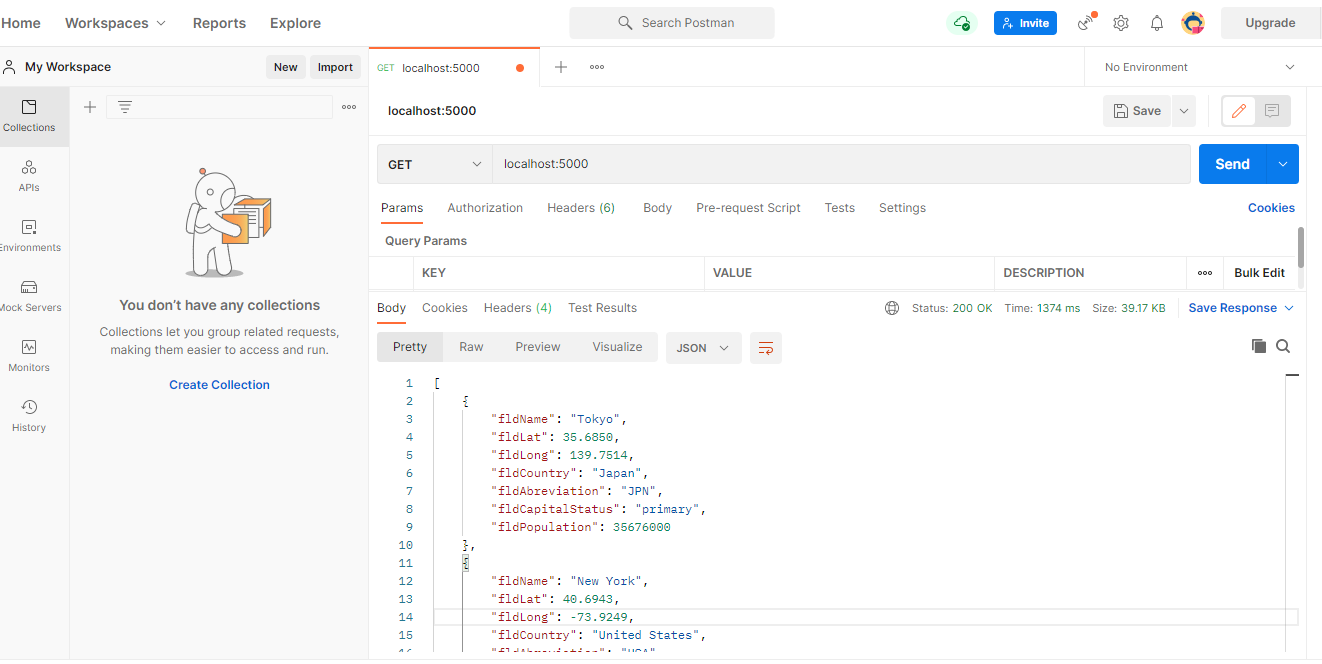 Home Workspaces Reports Explore Search Postman Invite Upgrade
My Workspace New Import GET localhost:5000 No Environment
localhost:5000 Save
Collections
APIs
Environments
Mock Servers
Monitors
History
You don’t have any collections
Collections let you group related requests,
making them easier to access and run.
Create Collection
GET localhost:5000 Send
Params Authorization Headers (6) Body Pre-request Script Tests Settings Cookies
Query Params
KEY VALUE DESCRIPTION Bulk Edit
Body Cookies Headers (4) Test Results Status: 200 OK Time: 1374 ms Size: 39.17 KB Save Response
Pretty Raw Preview Visualize JSON
1 [
2 {
3 "fldName": "Tokyo",
4 "fldLat": 35.6850,
5 "fldLong": 139.7514,
6 "fldCountry": "Japan",
7 "fldAbreviation": "JPN",
8 "fldCapitalStatus": "primary",
9 "fldPopulation": 35676000
10 },
11 {
12 "fldName": "New York",
13 "fldLat": 40.6943,
14 "fldLong": -73.9249,
15 "fldCountry": "United States",
16 "fldAbreviation": "USA"